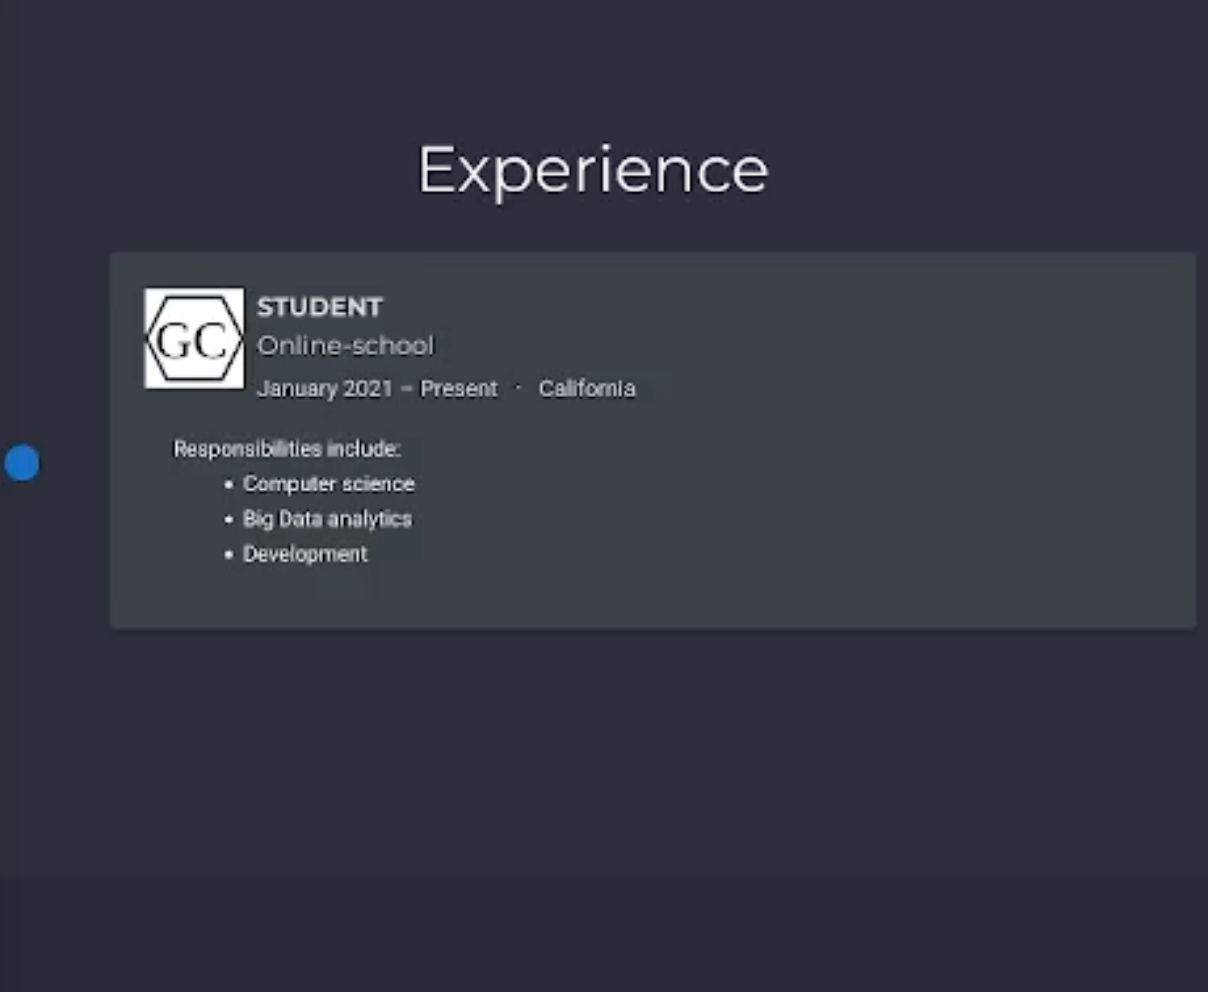 Experience
GC
STUDENT
Online-school
January 2021 – Present · California
Responsibilities include:
• Computer science
• Big Data analytics
• Development